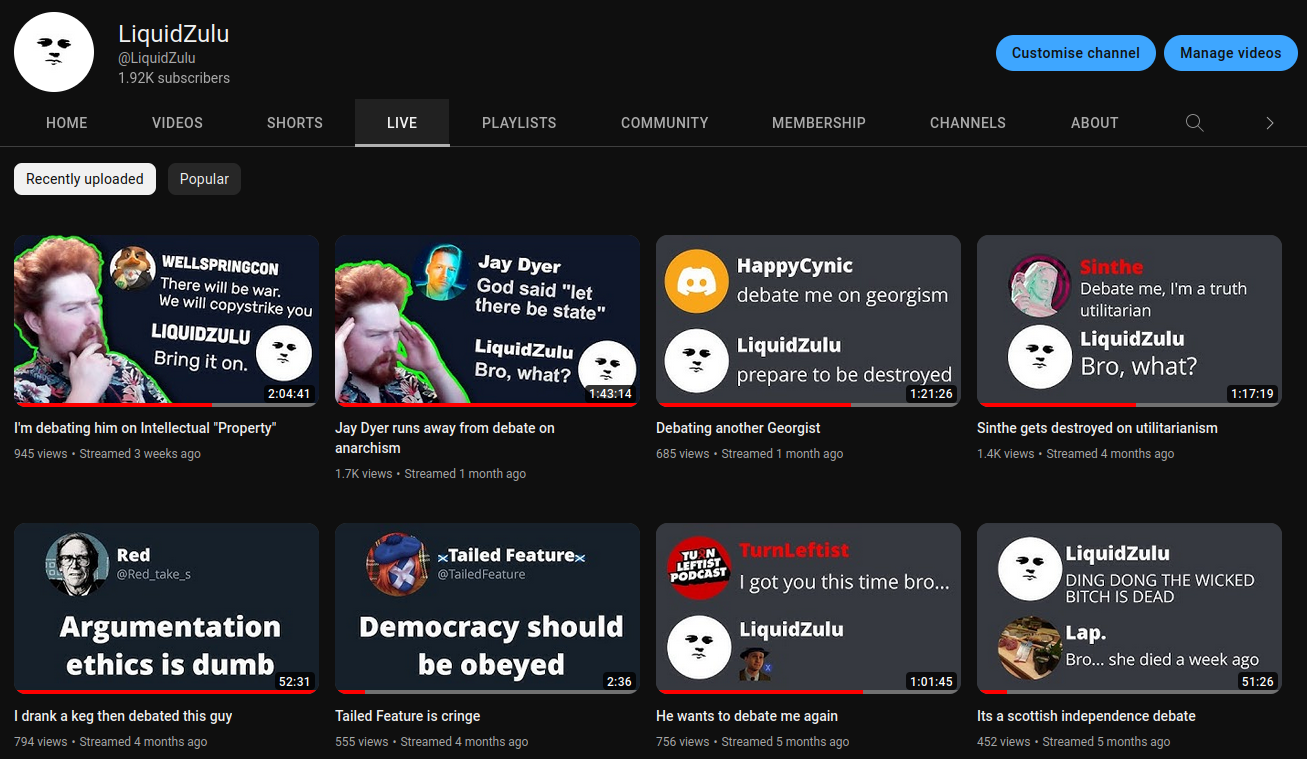 LiquidZulu
@LiquidZulu
1.92K subscribers
Customise channel
Manage videos
HOME
VIDEOS
SHORTS
LIVE
PLAYLISTS
COMMUNITY
MEMBERSHIP
CHANNELS
ABOUT
Recently uploaded
Popular
WELLSPRINGCON
There will be war.
We will copystrike you
LIQUIDZULU
Bring it on.
2:04:41
I'm debating him on Intellectual "Property"
945 views • Streamed 3 weeks ago
Jay Dyer
God said "let
there be state"
LiquidZulu
Bro, what?
1:43:14
Jay Dyer runs away from debate on
anarchism
1.7K views • Streamed 1 month ago
HappyCynic
debate me on georgism
LiquidZulu
prepare to be destroyed
1:21:26
Debating another Georgist
685 views • Streamed 1 month ago
Sinthe
Debate me, I'm a truth
utilitarian
LiquidZulu
Bro, what?
1:17:19
Sinthe gets destroyed on utilitarianism
1.4K views • Streamed 4 months ago
Red
@Red_take_s
Argumentation
ethics is dumb
52:31
I drank a keg then debated this guy
794 views • Streamed 4 months ago
Tailed Feature
@TailedFeature
Democracy should
be obeyed
2:36
Tailed Feature is cringe
555 views • Streamed 4 months ago
TURN
LEFTIST
PODCAST
TurnLeftist
I got you this time bro...
LiquidZulu
1:01:45
He wants to debate me again
756 views • Streamed 5 months ago
LiquidZulu
DING DONG THE WICKED
BITCH IS DEAD
Lap.
Bro... she died a week ago
51:26
Its a scottish independence debate
452 views • Streamed 5 months ago